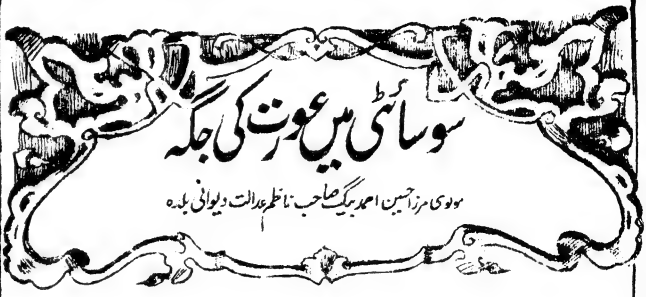 سوسائٹی میں عورت کی جگہ
مولوی مرزا حسین احمد بیگ صاحب ناظم عدالت دیوانی بلدہ